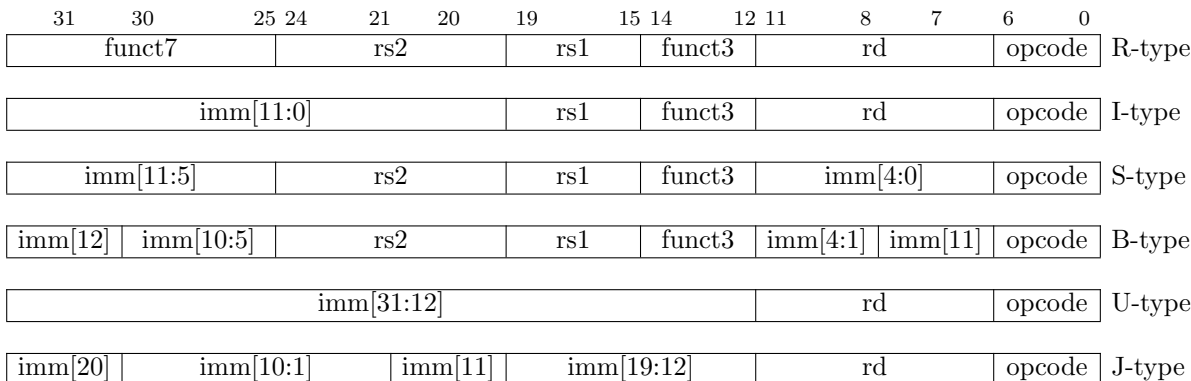 31 30 25 24 21 20 19 15 14 12 11 8 7 6 0
funct7 rs2 rs1 funct3 rd opcode R-type
imm[11:0] rs1 funct3 rd opcode I-type
imm[11:5] rs2 rs1 funct3 imm[4:0] opcode S-type
imm[12] imm[10:5] rs2 rs1 funct3 imm[4:1] imm[11] opcode B-type
imm[31:12] rd opcode U-type
imm[20] imm[10:1] imm[11] imm[19:12] rd opcode J-type